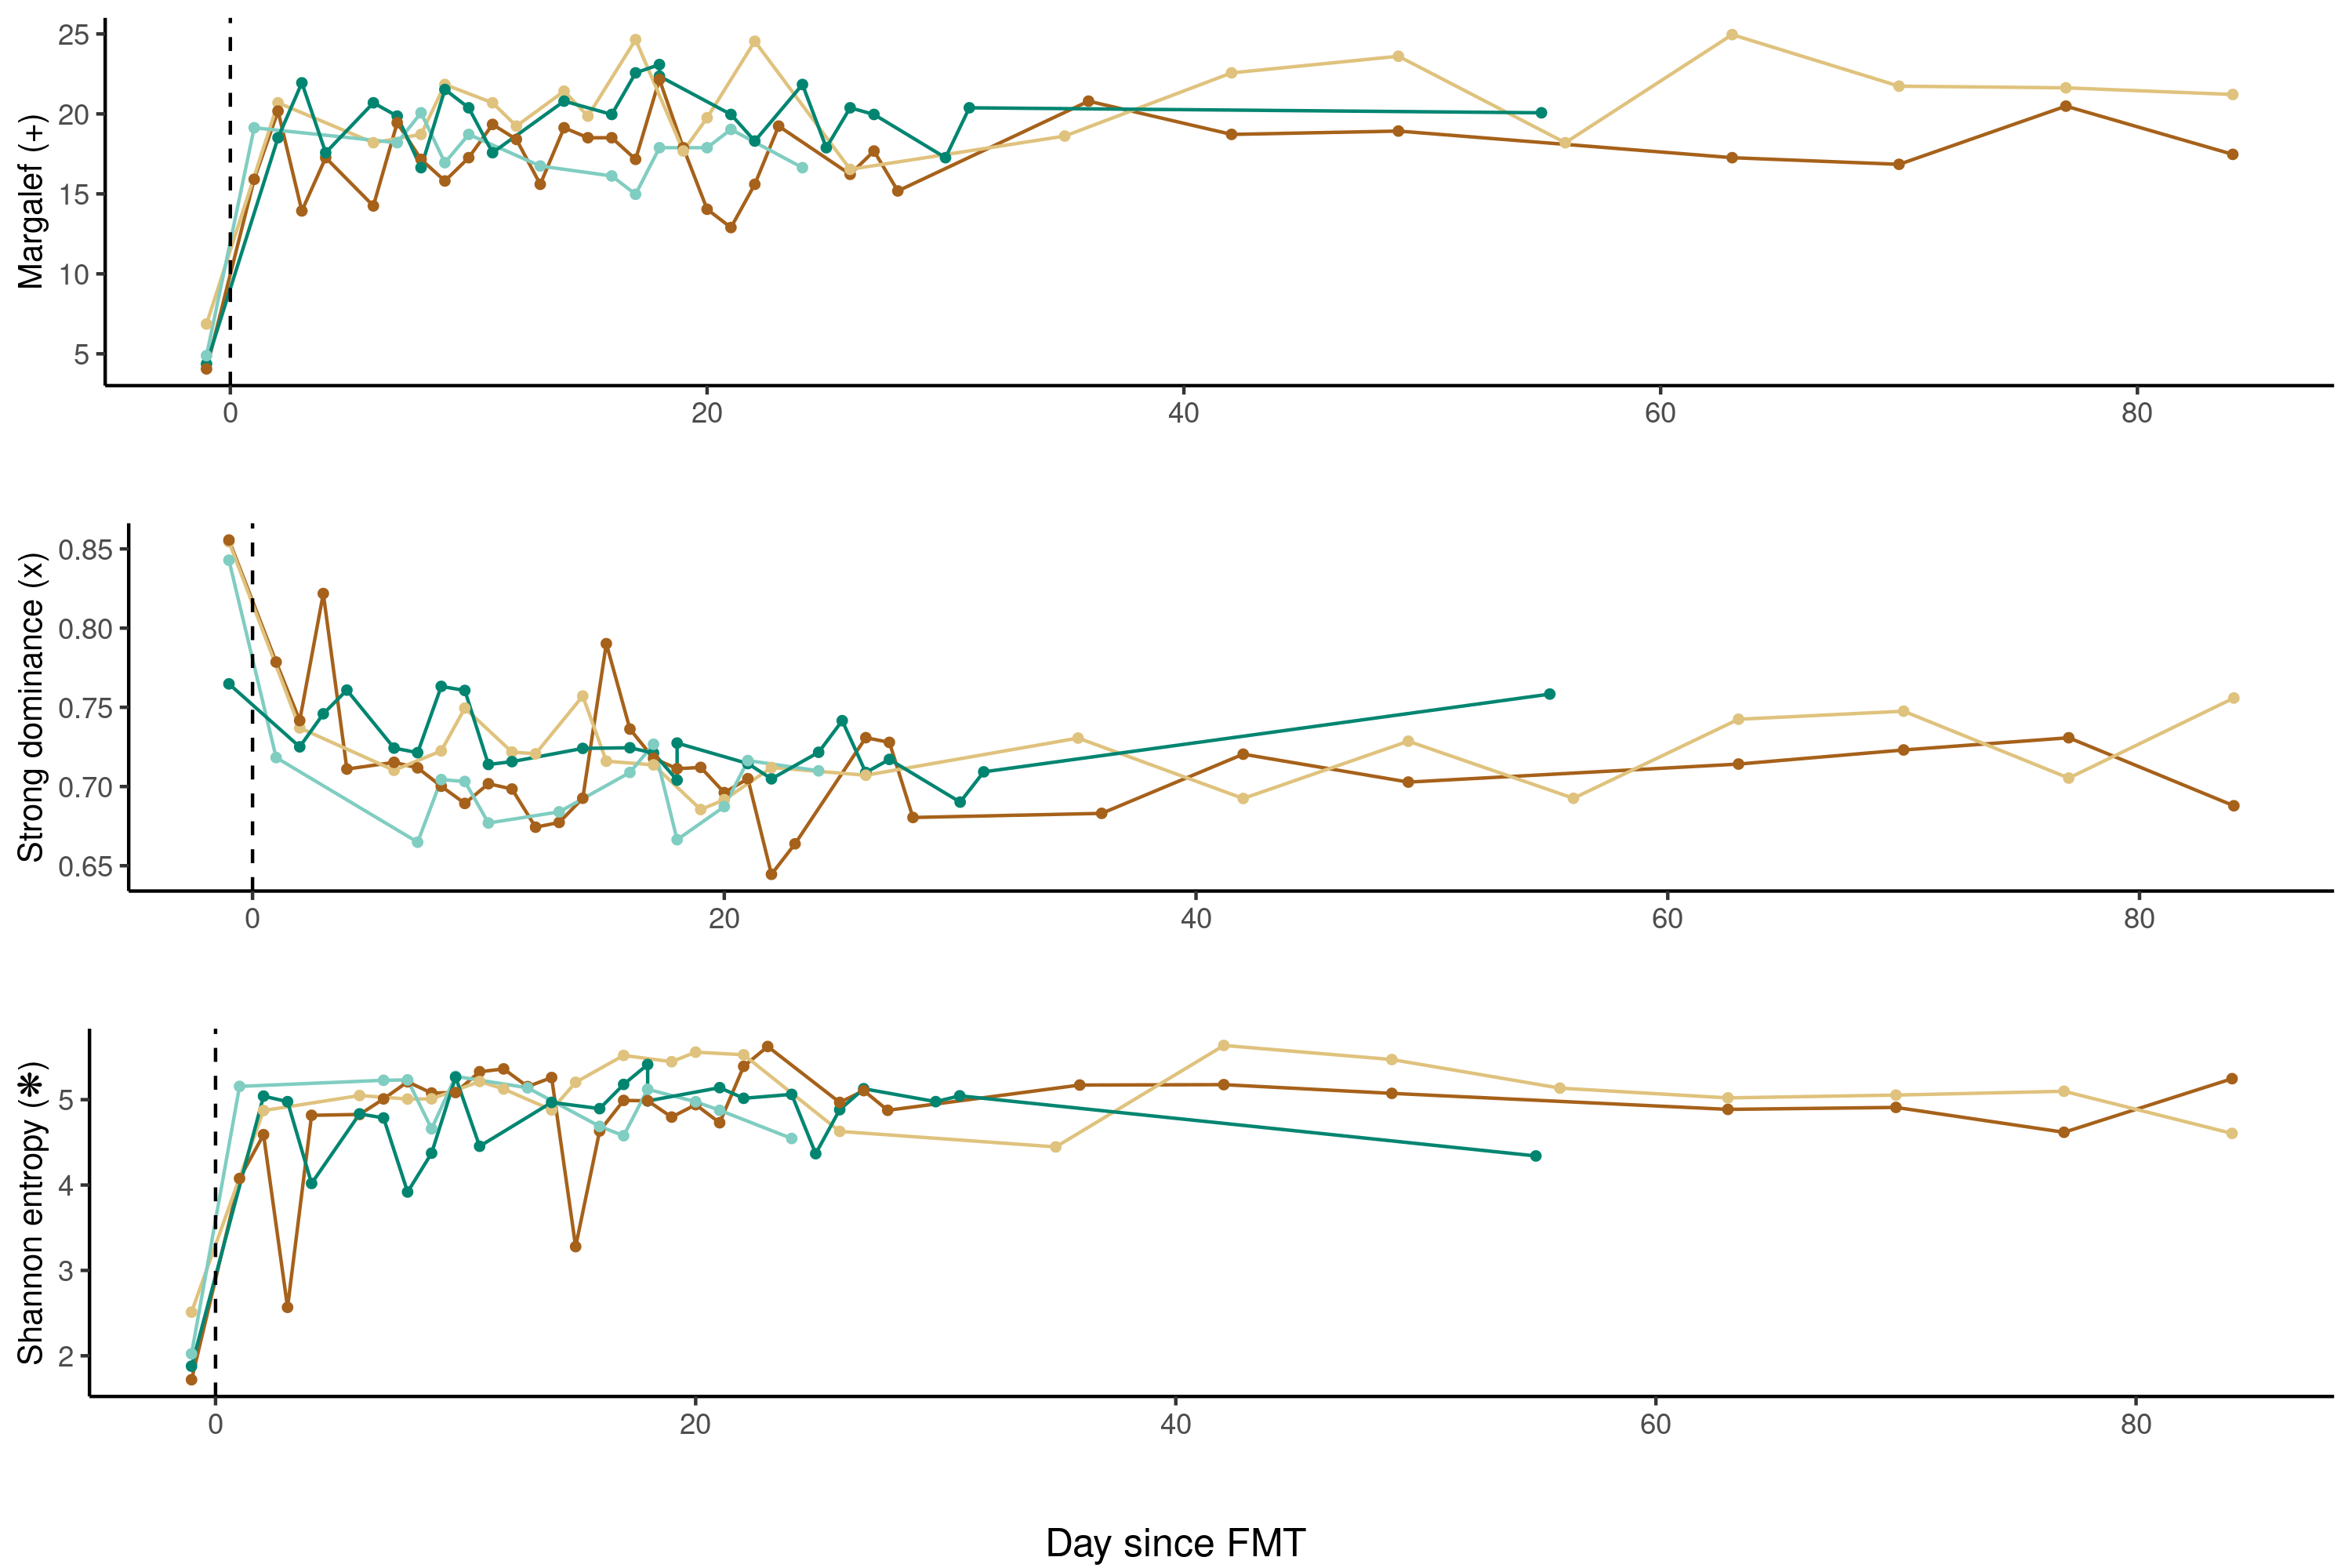 Margalef (+)
25
20
15
10
5
0 20 40 60 80
Strong dominance (x)
0.85
0.80
0.75
0.70
0.65
0 20 40 60 80
Shannon entropy (❋)
5
4
3
2
0 20 40 60 80
Day since FMT